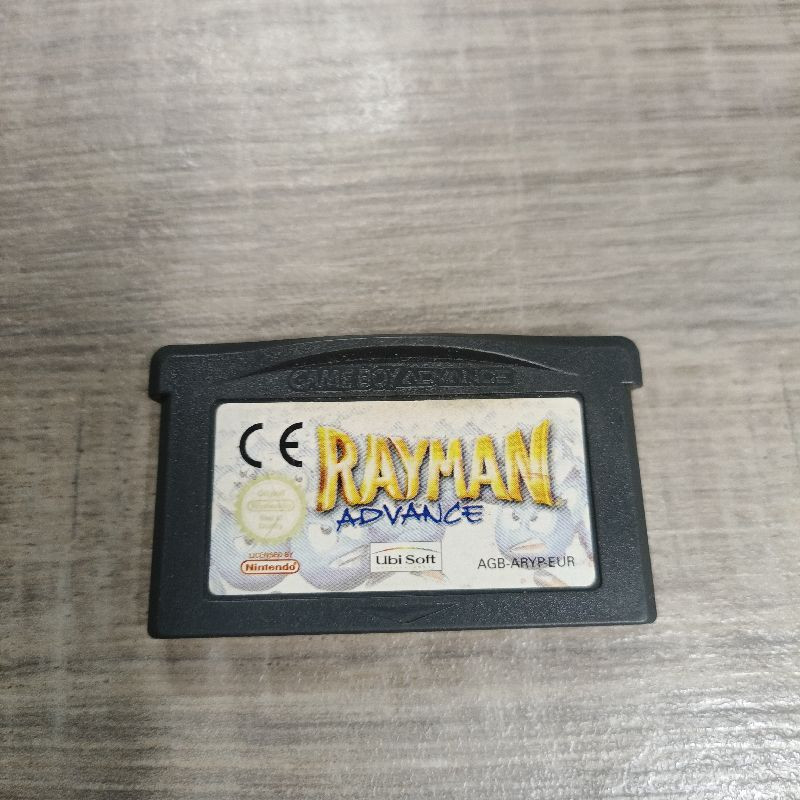 GAME BOY ADVANCE
CE
RAYMAN
ADVANCE
LICENSED BY
Nintendo
Ubi Soft
AGB-ARYP-EUR